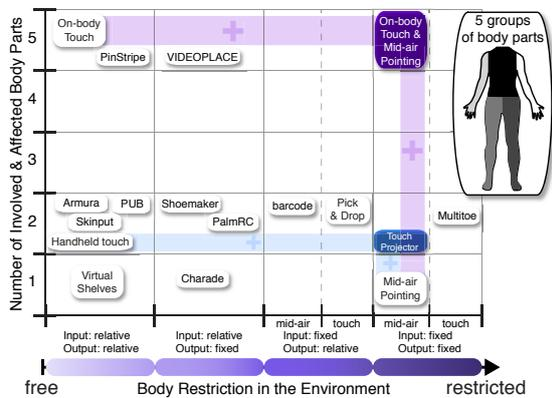 Number of Involved & Affected Body Parts
5
4
3
2
1
On-body
Touch
PinStripe
VIDEOPLACE
On-body
Touch &
Mid-air
Pointing
5 groups
of body parts
Armura
PUB
Skinput
Handheld touch
Shoemaker
PalmRC
barcode
Pick
& Drop
Multitoe
Touch
Projector
Virtual
Shelves
Charade
Mid-air
Pointing
mid-air
touch
mid-air
touch
Input: relative
Output: relative
Input: relative
Output: fixed
Input: fixed
Output: relative
Input: fixed
Output: fixed
free
Body Restriction in the Environment
restricted